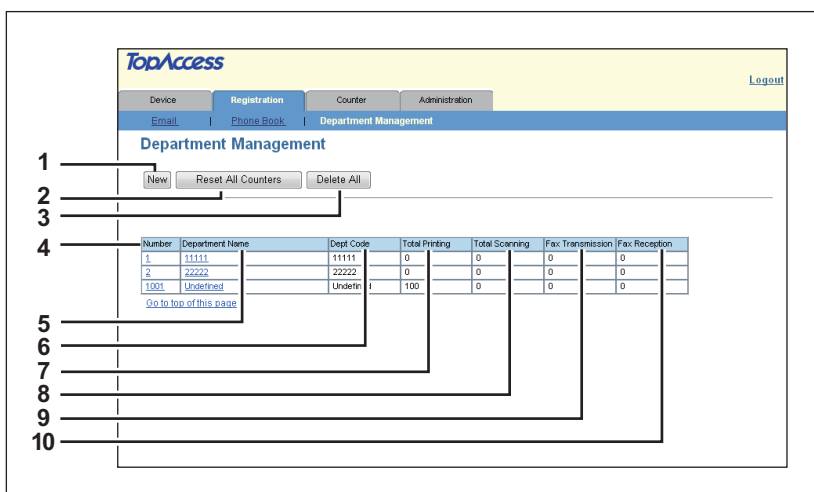 TopAccess
Logout
Device Registration Counter Administration
Email | Phone Book | Department Management
Department Management
1
New Reset All Counters Delete All
2
3
4
Number Department Name Dept Code Total Printing Total Scanning Fax Transmission Fax Reception
1 11111 11111 0 0 0 0
2 22222 22222 0 0 0 0
1001 Undefined Undefined 100 0 0 0
Go to top of this page
5
6
7
8
9
10